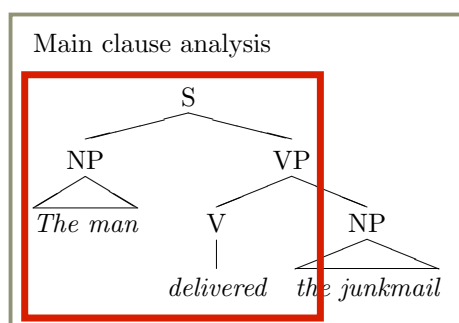 Main clause analysis
S
NP VP
The man V NP
delivered the junkmail